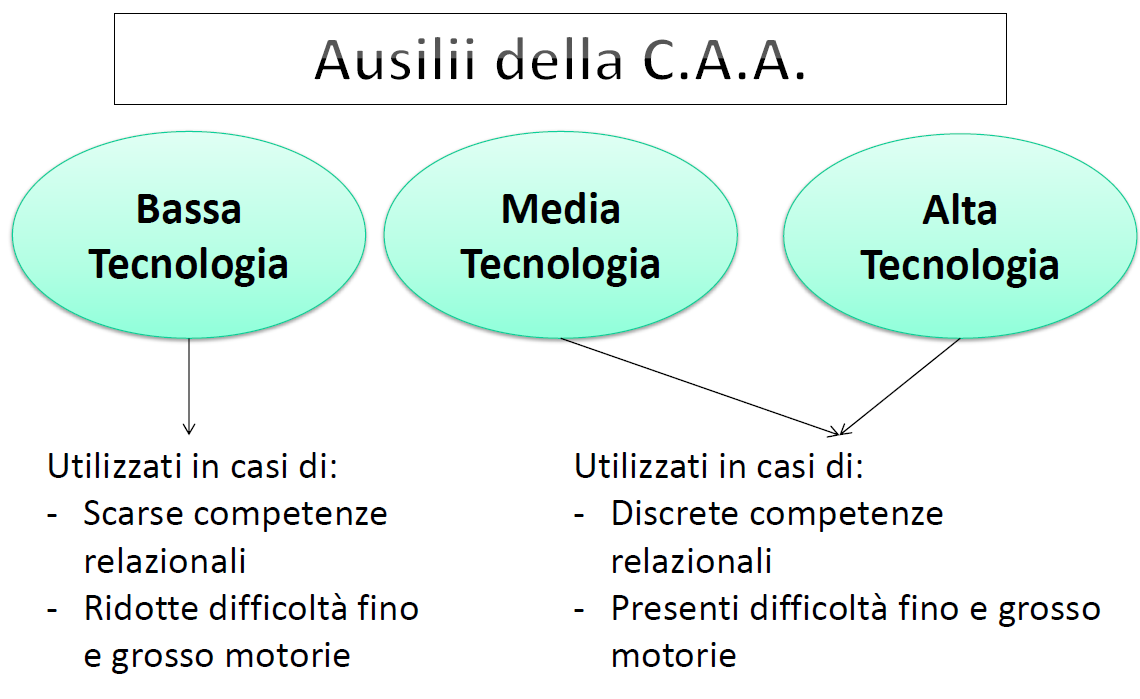 Ausilii della C.A.A.
Bassa
Tecnologia
Media
Tecnologia
Alta
Tecnologia
Utilizzati in casi di:
- Scarse competenze
relazionali
- Ridotte difficoltà fino
e grosso motorie
Utilizzati in casi di:
- Discrete competenze
relazionali
- Presenti difficoltà fino e grosso
motorie